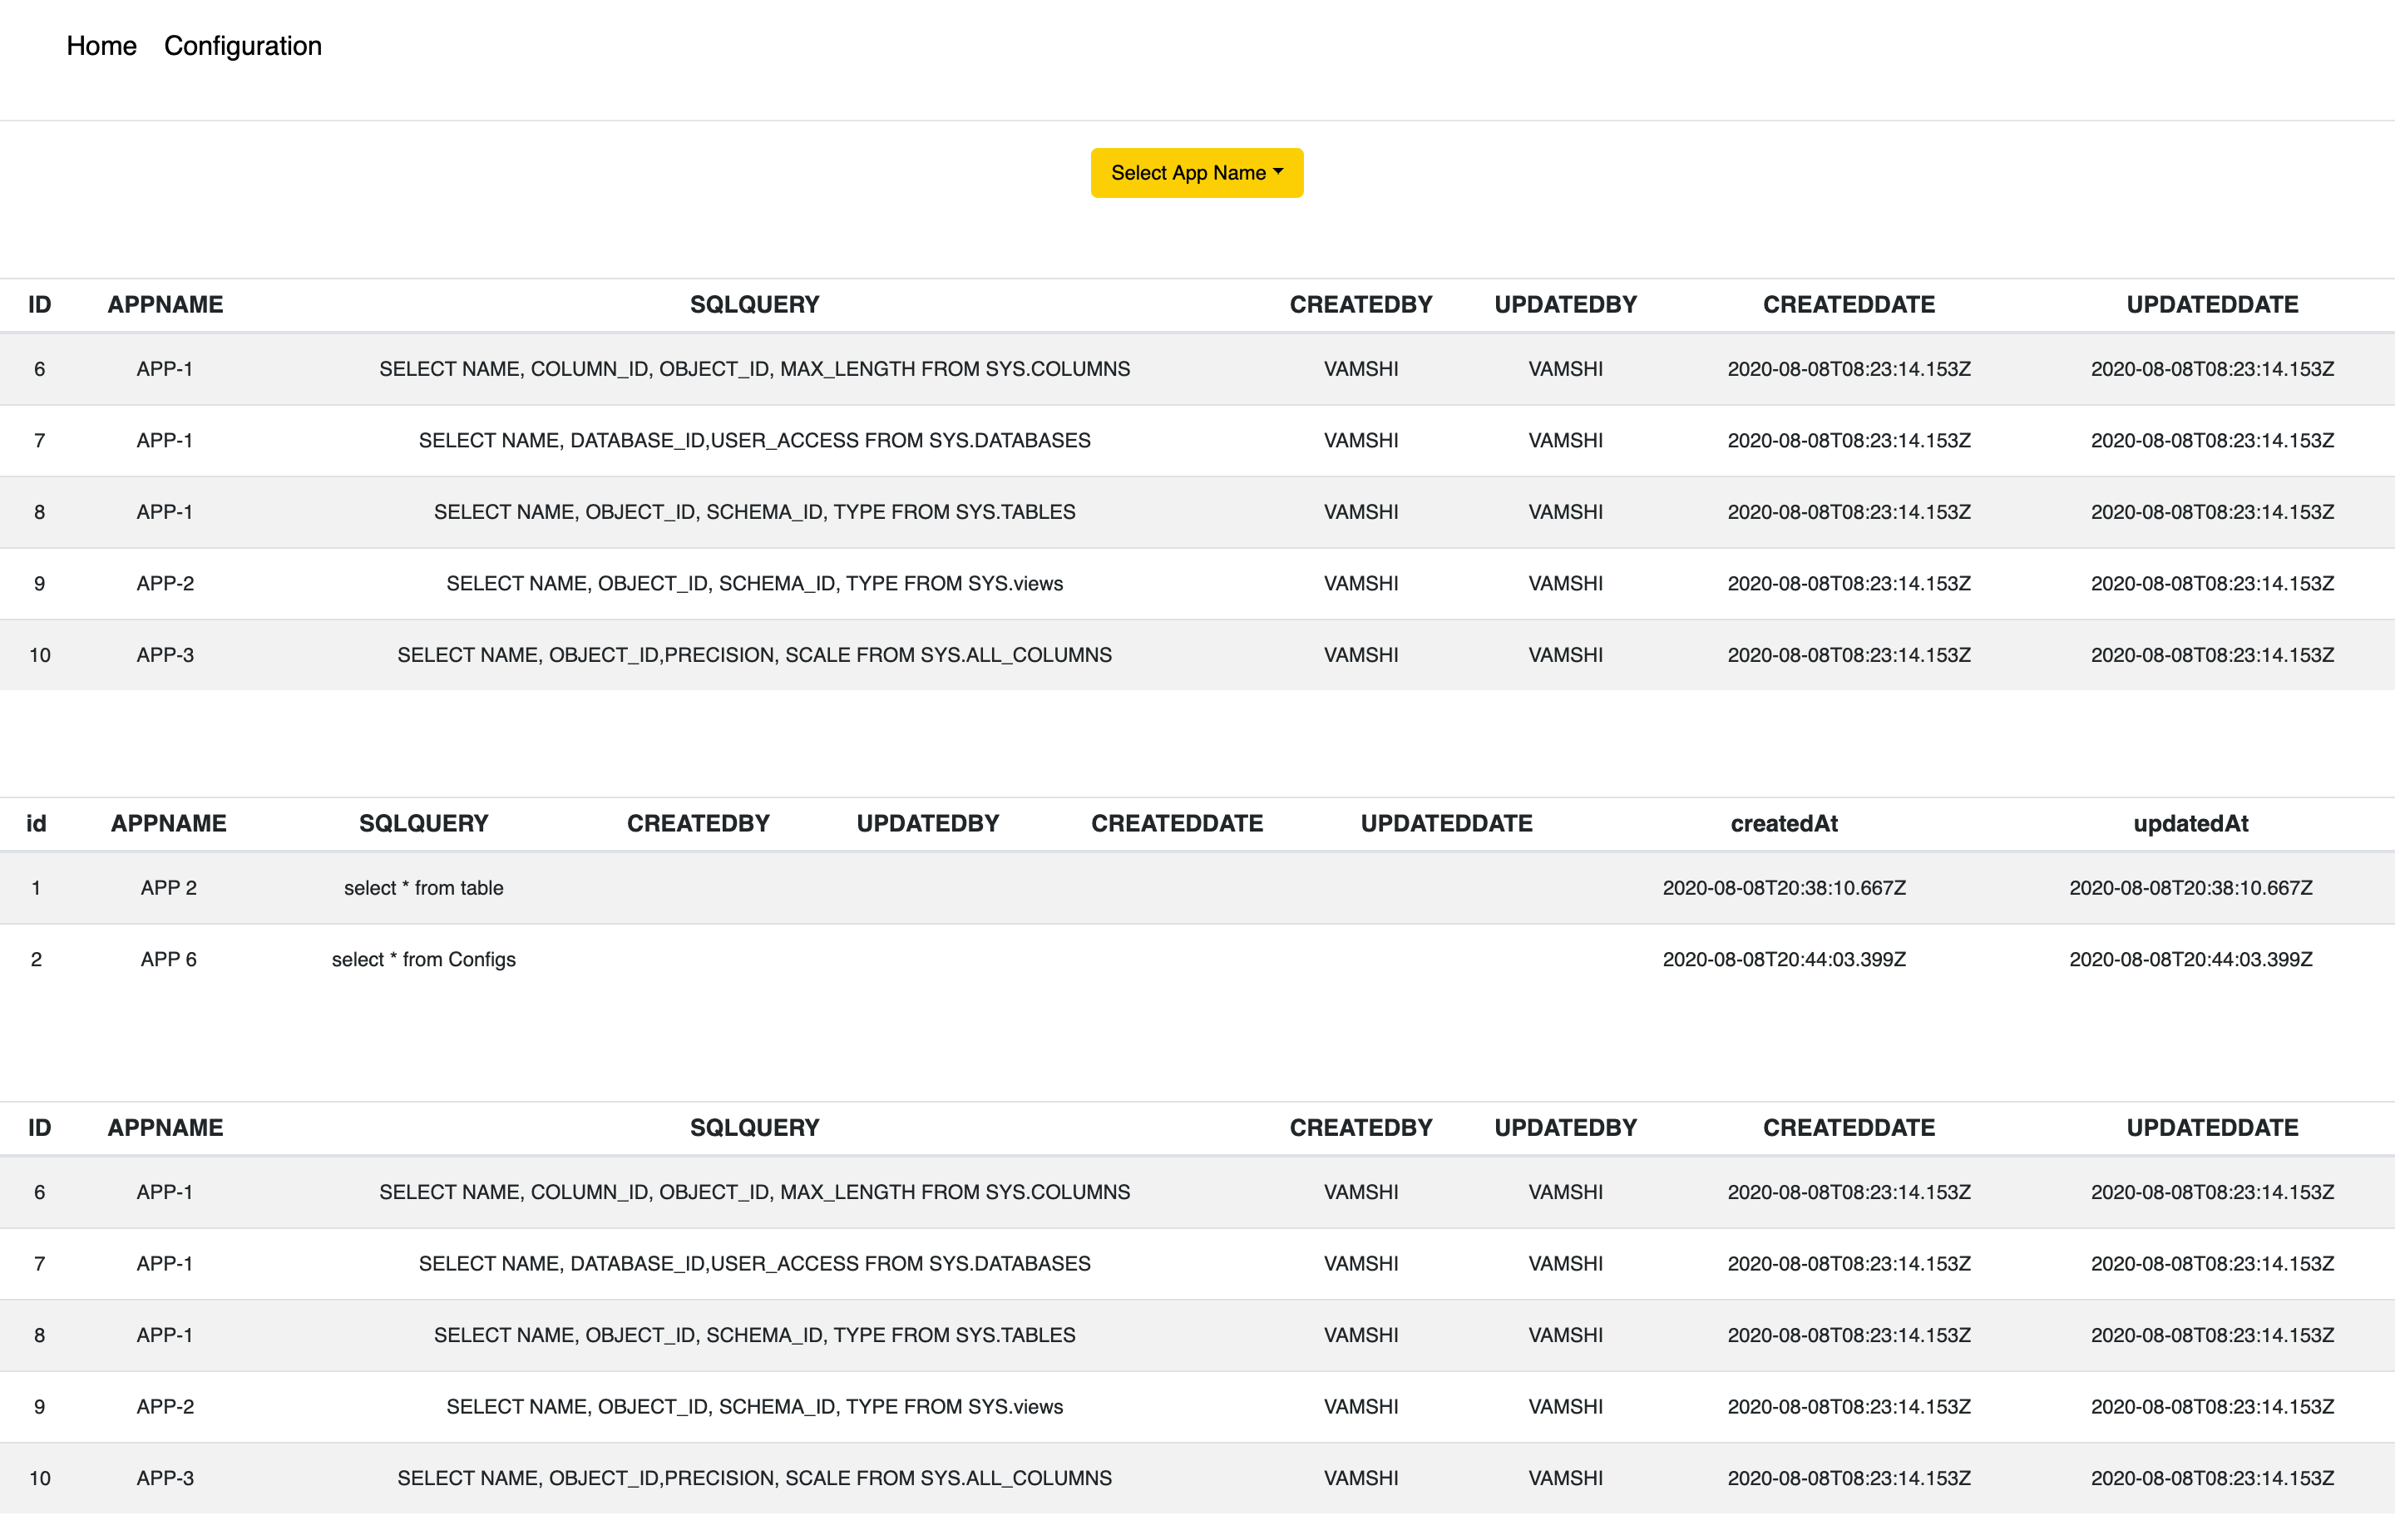 Home Configuration
Select App Name
ID APPNAME SQLQUERY CREATEDBY UPDATEDBY CREATEDDATE UPDATEDDATE
6 APP-1 SELECT NAME, COLUMN_ID, OBJECT_ID, MAX_LENGTH FROM SYS.COLUMNS VAMSHI VAMSHI 2020-08-08T08:23:14.153Z 2020-08-08T08:23:14.153Z
7 APP-1 SELECT NAME, DATABASE_ID,USER_ACCESS FROM SYS.DATABASES VAMSHI VAMSHI 2020-08-08T08:23:14.153Z 2020-08-08T08:23:14.153Z
8 APP-1 SELECT NAME, OBJECT_ID, SCHEMA_ID, TYPE FROM SYS.TABLES VAMSHI VAMSHI 2020-08-08T08:23:14.153Z 2020-08-08T08:23:14.153Z
9 APP-2 SELECT NAME, OBJECT_ID, SCHEMA_ID, TYPE FROM SYS.views VAMSHI VAMSHI 2020-08-08T08:23:14.153Z 2020-08-08T08:23:14.153Z
10 APP-3 SELECT NAME, OBJECT_ID,PRECISION, SCALE FROM SYS.ALL_COLUMNS VAMSHI VAMSHI 2020-08-08T08:23:14.153Z 2020-08-08T08:23:14.153Z
id APPNAME SQLQUERY CREATEDBY UPDATEDBY CREATEDDATE UPDATEDDATE createdAt updatedAt
1 APP 2 select * from table 2020-08-08T20:38:10.667Z 2020-08-08T20:38:10.667Z
2 APP 6 select * from Configs 2020-08-08T20:44:03.399Z 2020-08-08T20:44:03.399Z
ID APPNAME SQLQUERY CREATEDBY UPDATEDBY CREATEDDATE UPDATEDDATE
6 APP-1 SELECT NAME, COLUMN_ID, OBJECT_ID, MAX_LENGTH FROM SYS.COLUMNS VAMSHI VAMSHI 2020-08-08T08:23:14.153Z 2020-08-08T08:23:14.153Z
7 APP-1 SELECT NAME, DATABASE_ID,USER_ACCESS FROM SYS.DATABASES VAMSHI VAMSHI 2020-08-08T08:23:14.153Z 2020-08-08T08:23:14.153Z
8 APP-1 SELECT NAME, OBJECT_ID, SCHEMA_ID, TYPE FROM SYS.TABLES VAMSHI VAMSHI 2020-08-08T08:23:14.153Z 2020-08-08T08:23:14.153Z
9 APP-2 SELECT NAME, OBJECT_ID, SCHEMA_ID, TYPE FROM SYS.views VAMSHI VAMSHI 2020-08-08T08:23:14.153Z 2020-08-08T08:23:14.153Z
10 APP-3 SELECT NAME, OBJECT_ID,PRECISION, SCALE FROM SYS.ALL_COLUMNS VAMSHI VAMSHI 2020-08-08T08:23:14.153Z 2020-08-08T08:23:14.153Z